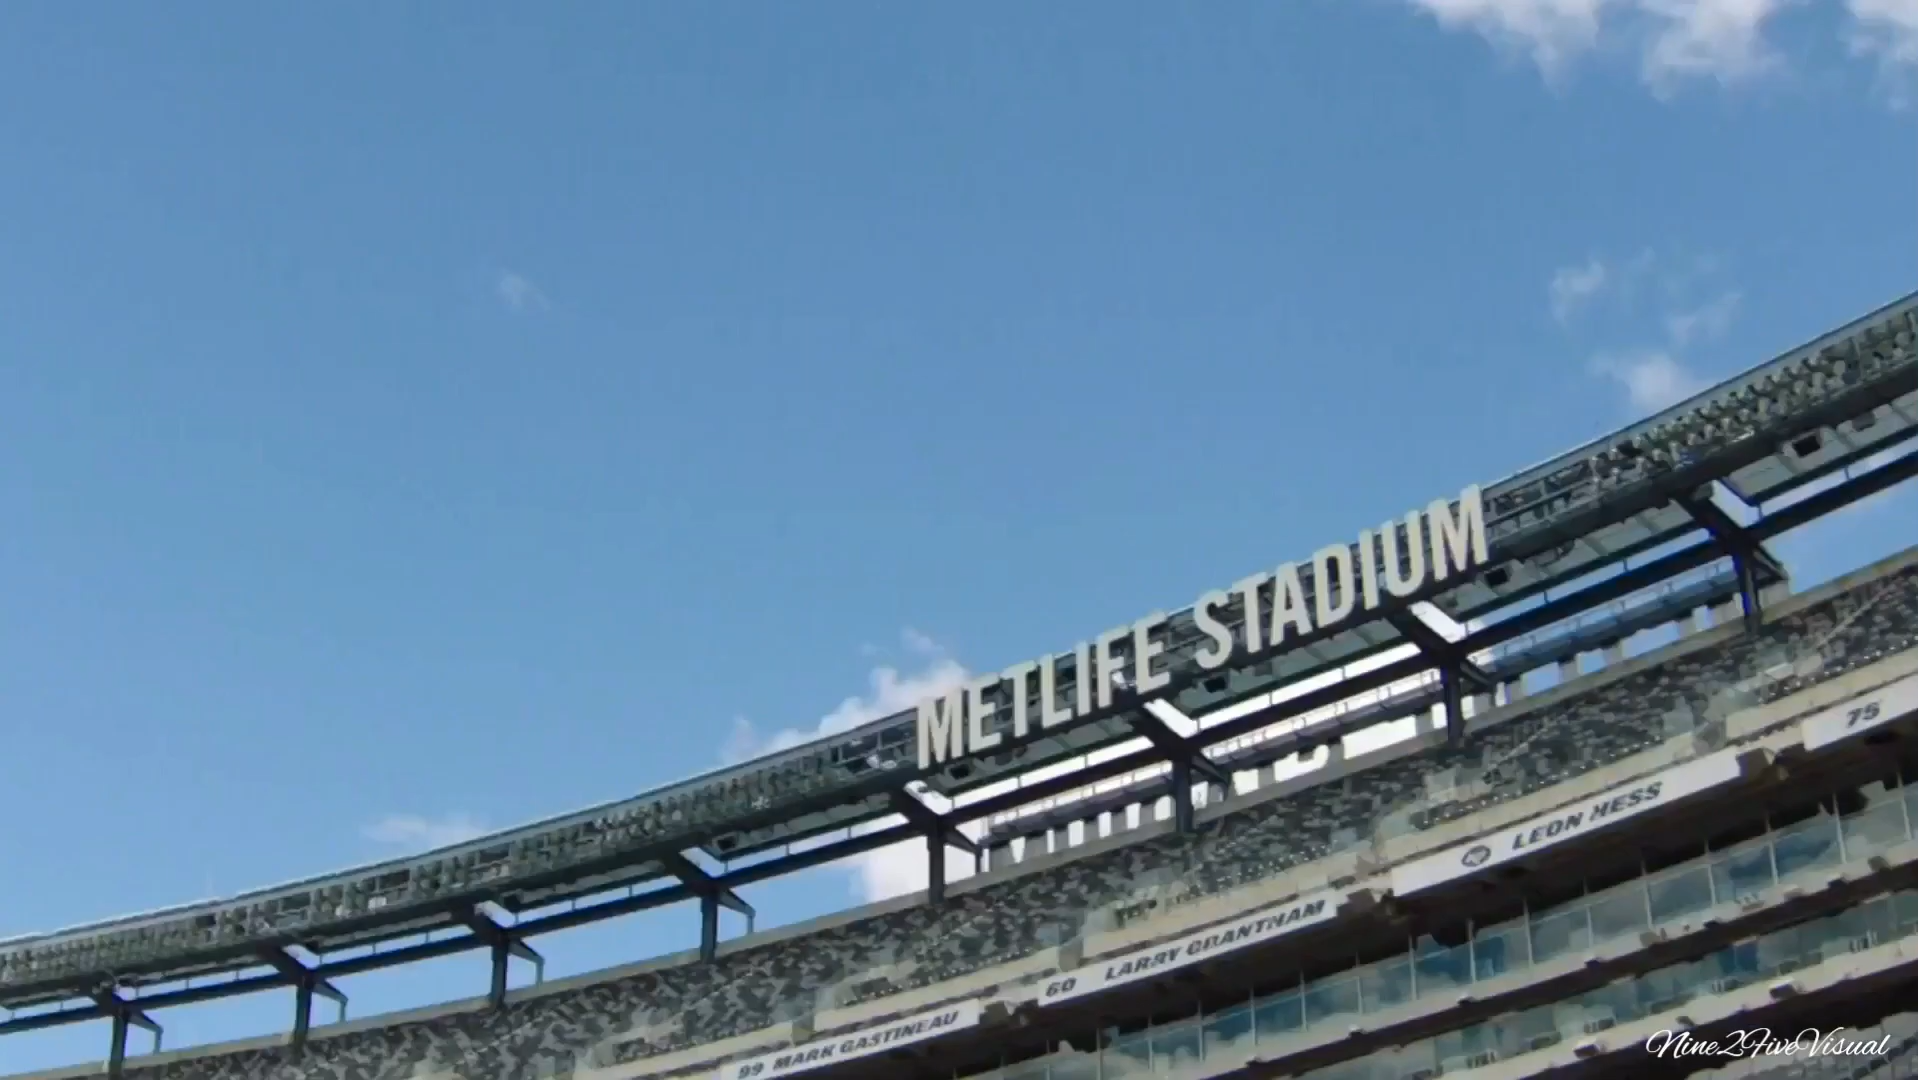 METLIFE STADIUM
75
LEON HESS
60 LARRY GRANTHAM
99 MARK GASTINEAU
Nine2FiveVisual